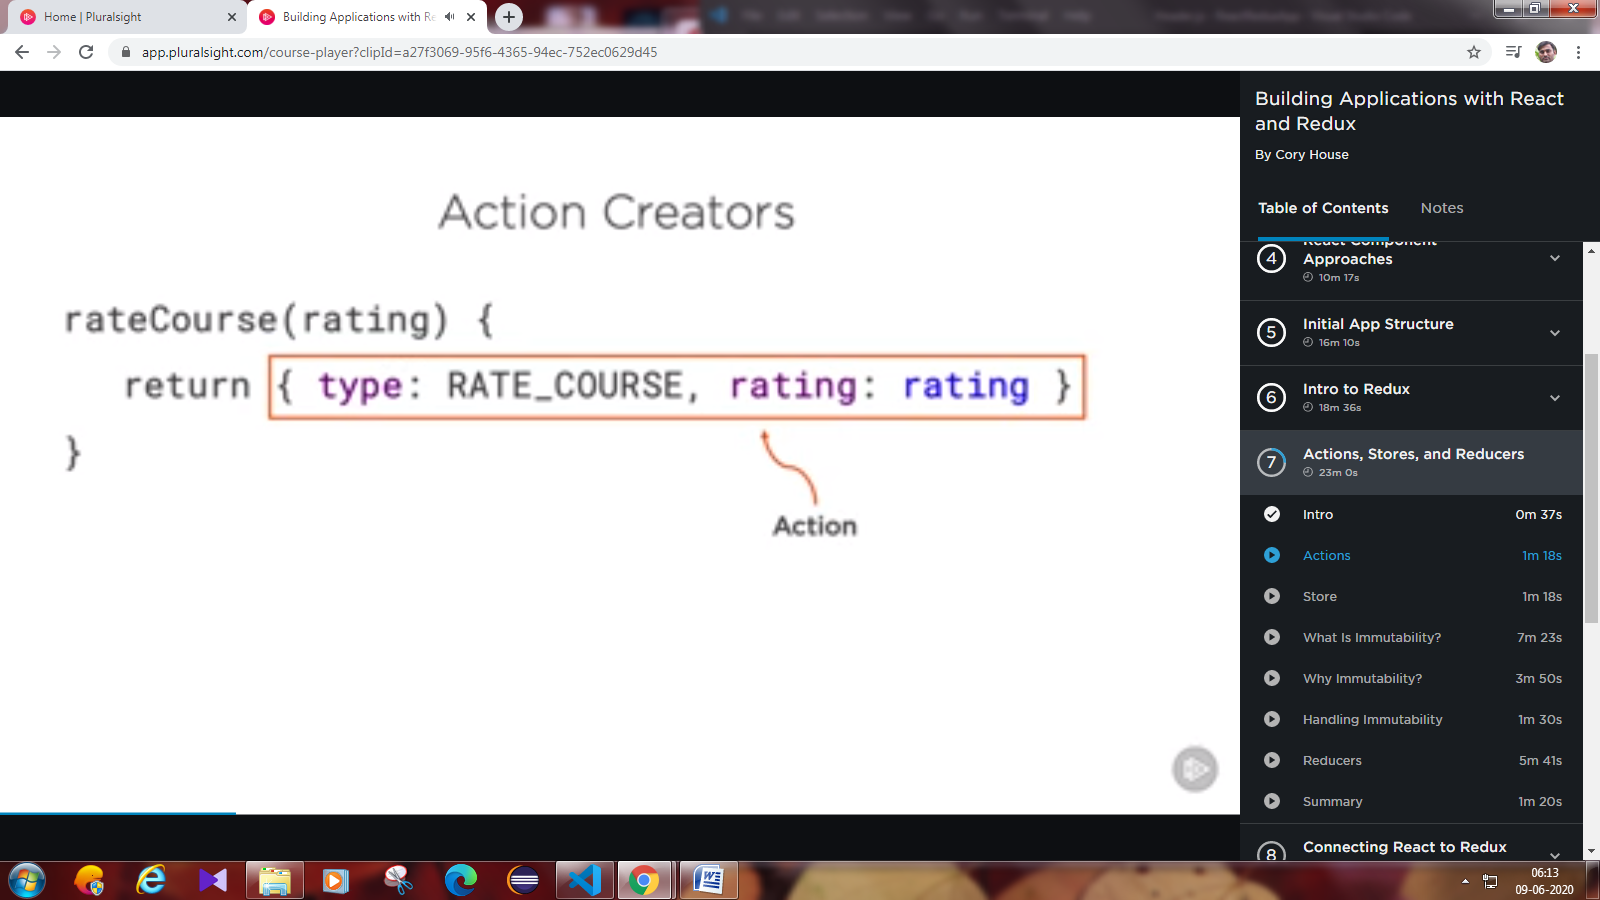 Home | Pluralsight
Building Applications with Re
app.pluralsight.com/course-player?clipId=a27f3069-95f6-4365-94ec-752ec0629d45
Action Creators
rateCourse(rating) {
return { type: RATE_COURSE, rating: rating }
}
Action
Building Applications with React
and Redux
By Cory House
Table of Contents
Notes
4
React Component
Approaches
10m 17s
5
Initial App Structure
16m 10s
6
Intro to Redux
18m 36s
7
Actions, Stores, and Reducers
23m 0s
Intro 0m 37s
Actions 1m 18s
Store 1m 18s
What Is Immutability? 7m 23s
Why Immutability? 3m 50s
Handling Immutability 1m 30s
Reducers 5m 41s
Summary 1m 20s
8
Connecting React to Redux
06:13
09-06-2020